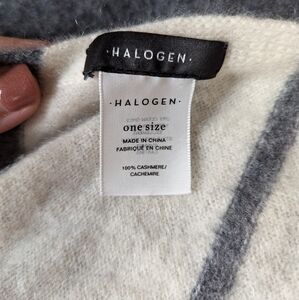 ·HALOGEN·
·HALOGEN·
one size
MADE IN CHINA
FABRIQUÉ EN CHINE
100% CASHMERE/
CACHEMIRE